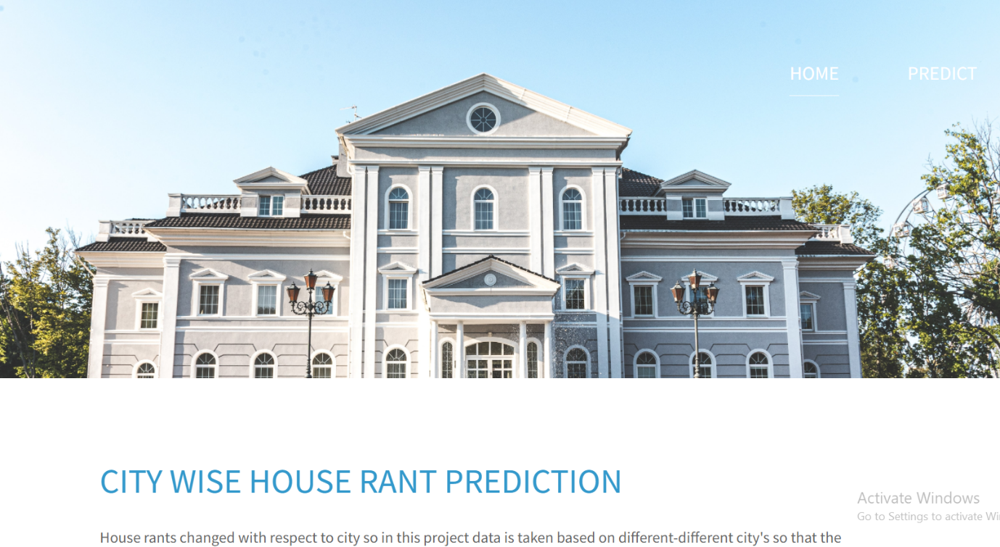 HOME PREDICT
CITY WISE HOUSE RANT PREDICTION
Activate Windows
Go to Settings to activate
House rants changed with respect to city so in this project data is taken based on different-different city's so that the